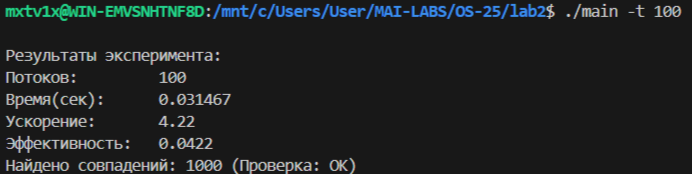 mxtv1x@WIN-EMVSNHTNF8D:/mnt/c/Users/User/MAI-LABS/OS-25/lab2$ ./main -t 100
Результаты эксперимента:
Потоков: 100
Время(сек): 0.031467
Ускорение: 4.22
Эффективность: 0.0422
Найдено совпадений: 1000 (Проверка: OK)